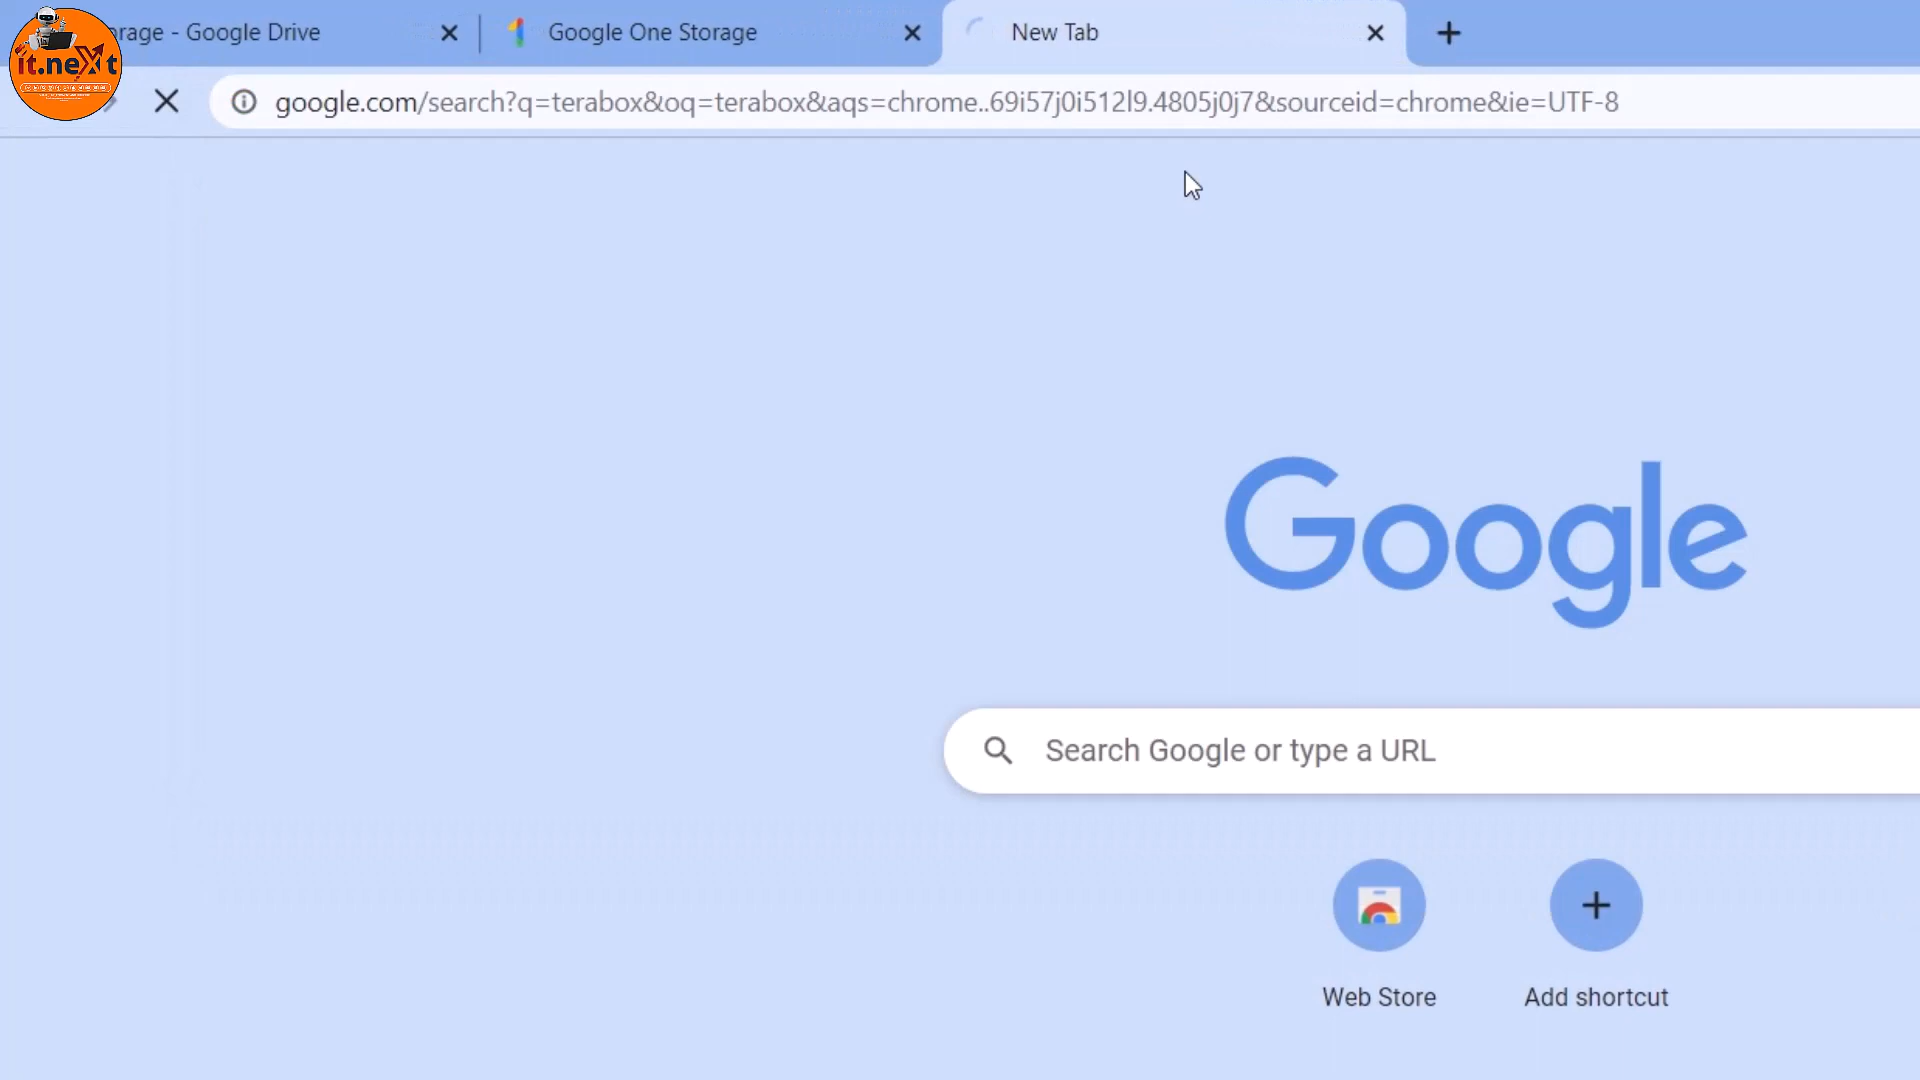 orage - Google Drive
Google One Storage
New Tab
it.neXt
google.com/search?q=terabox&oq=terabox&aqs=chrome..69i57j0i512l9.4805j0j7&sourceid=chrome&ie=UTF-8
Google
Search Google or type a URL
Web Store
Add shortcut